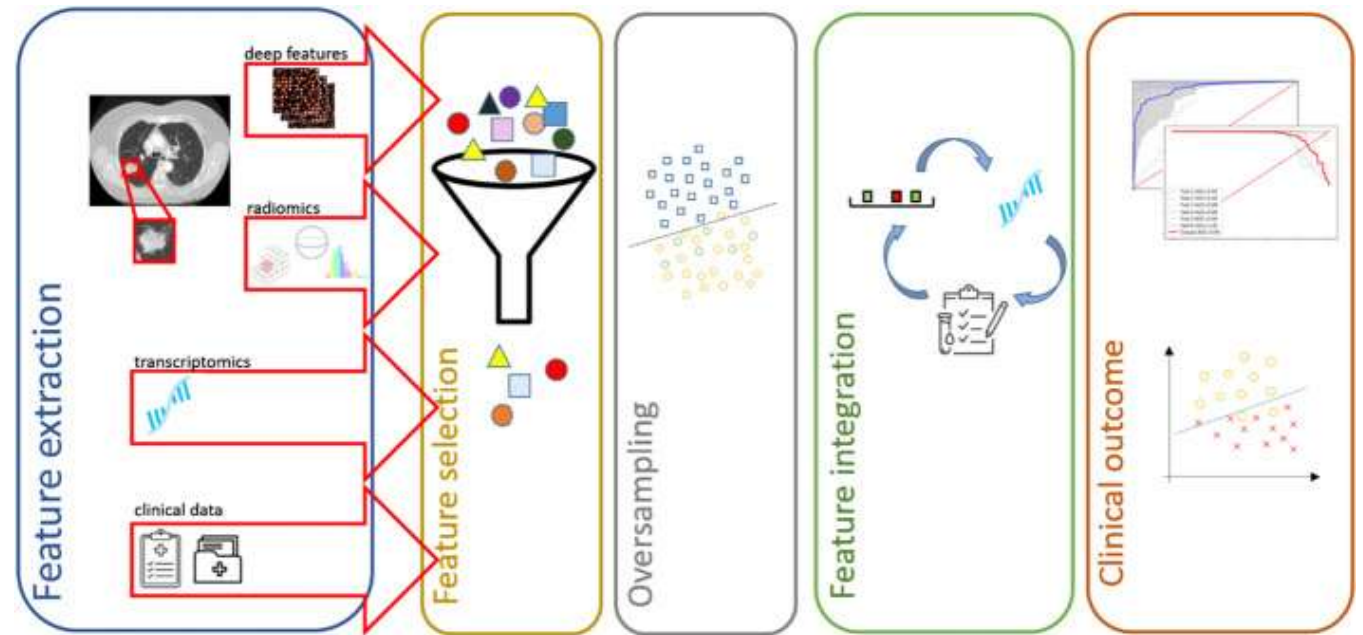 Feature extraction
deep features
radiomics
transcriptomics
clinical data
Feature selection
Oversampling
Feature integration
Clinical outcome